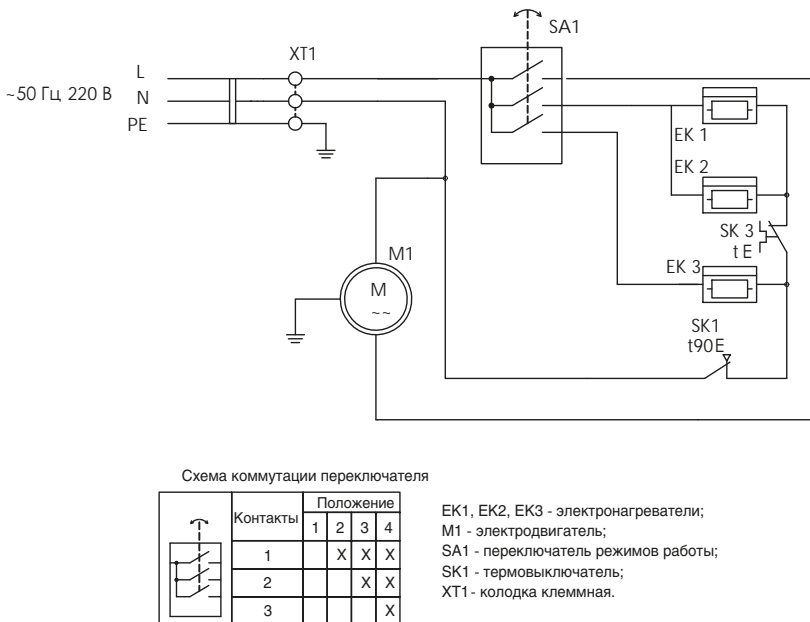 SA1
XT1
L
~50 Гц 220 В
N
PE
EK 1
EK 2
SK 3
t E
M1
EK 3
M
~~
SK1
t90E
Схема коммутации переключателя
Контакты
Положение
1 2 3 4
1 X X X
2 X X
3 X
EK1, EK2, EK3 - электронагреватели;
M1 - электродвигатель;
SA1 - переключатель режимов работы;
SK1 - термовыключатель;
XT1 - колодка клеммная.